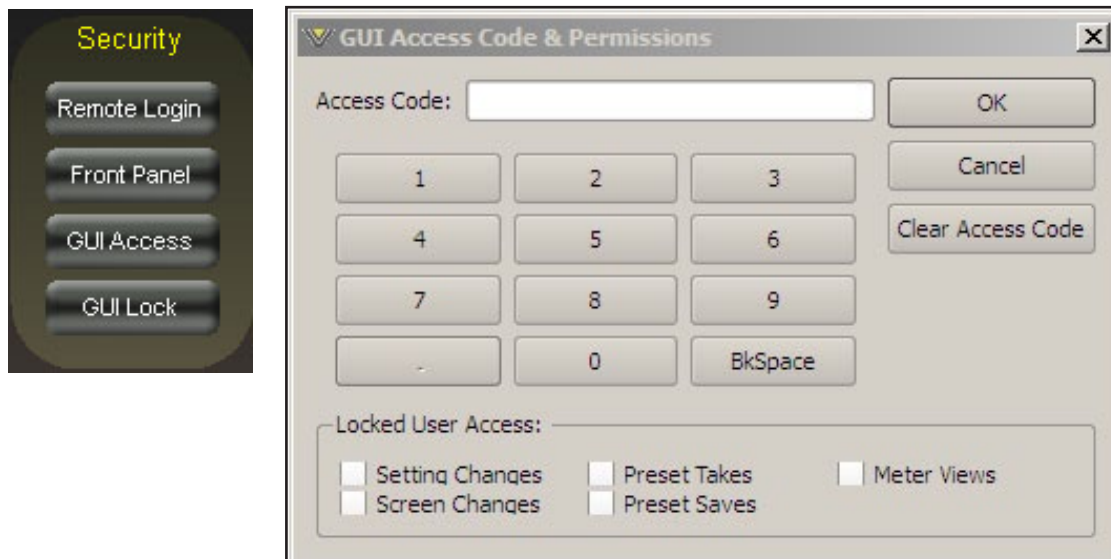 Security
Remote Login
Front Panel
GUI Access
GUI Lock
GUI Access Code & Permissions
Access Code:
OK
Cancel
Clear Access Code
1 2 3
4 5 6
7 8 9
. 0 BkSpace
Locked User Access:
Setting Changes Preset Takes Meter Views
Screen Changes Preset Saves